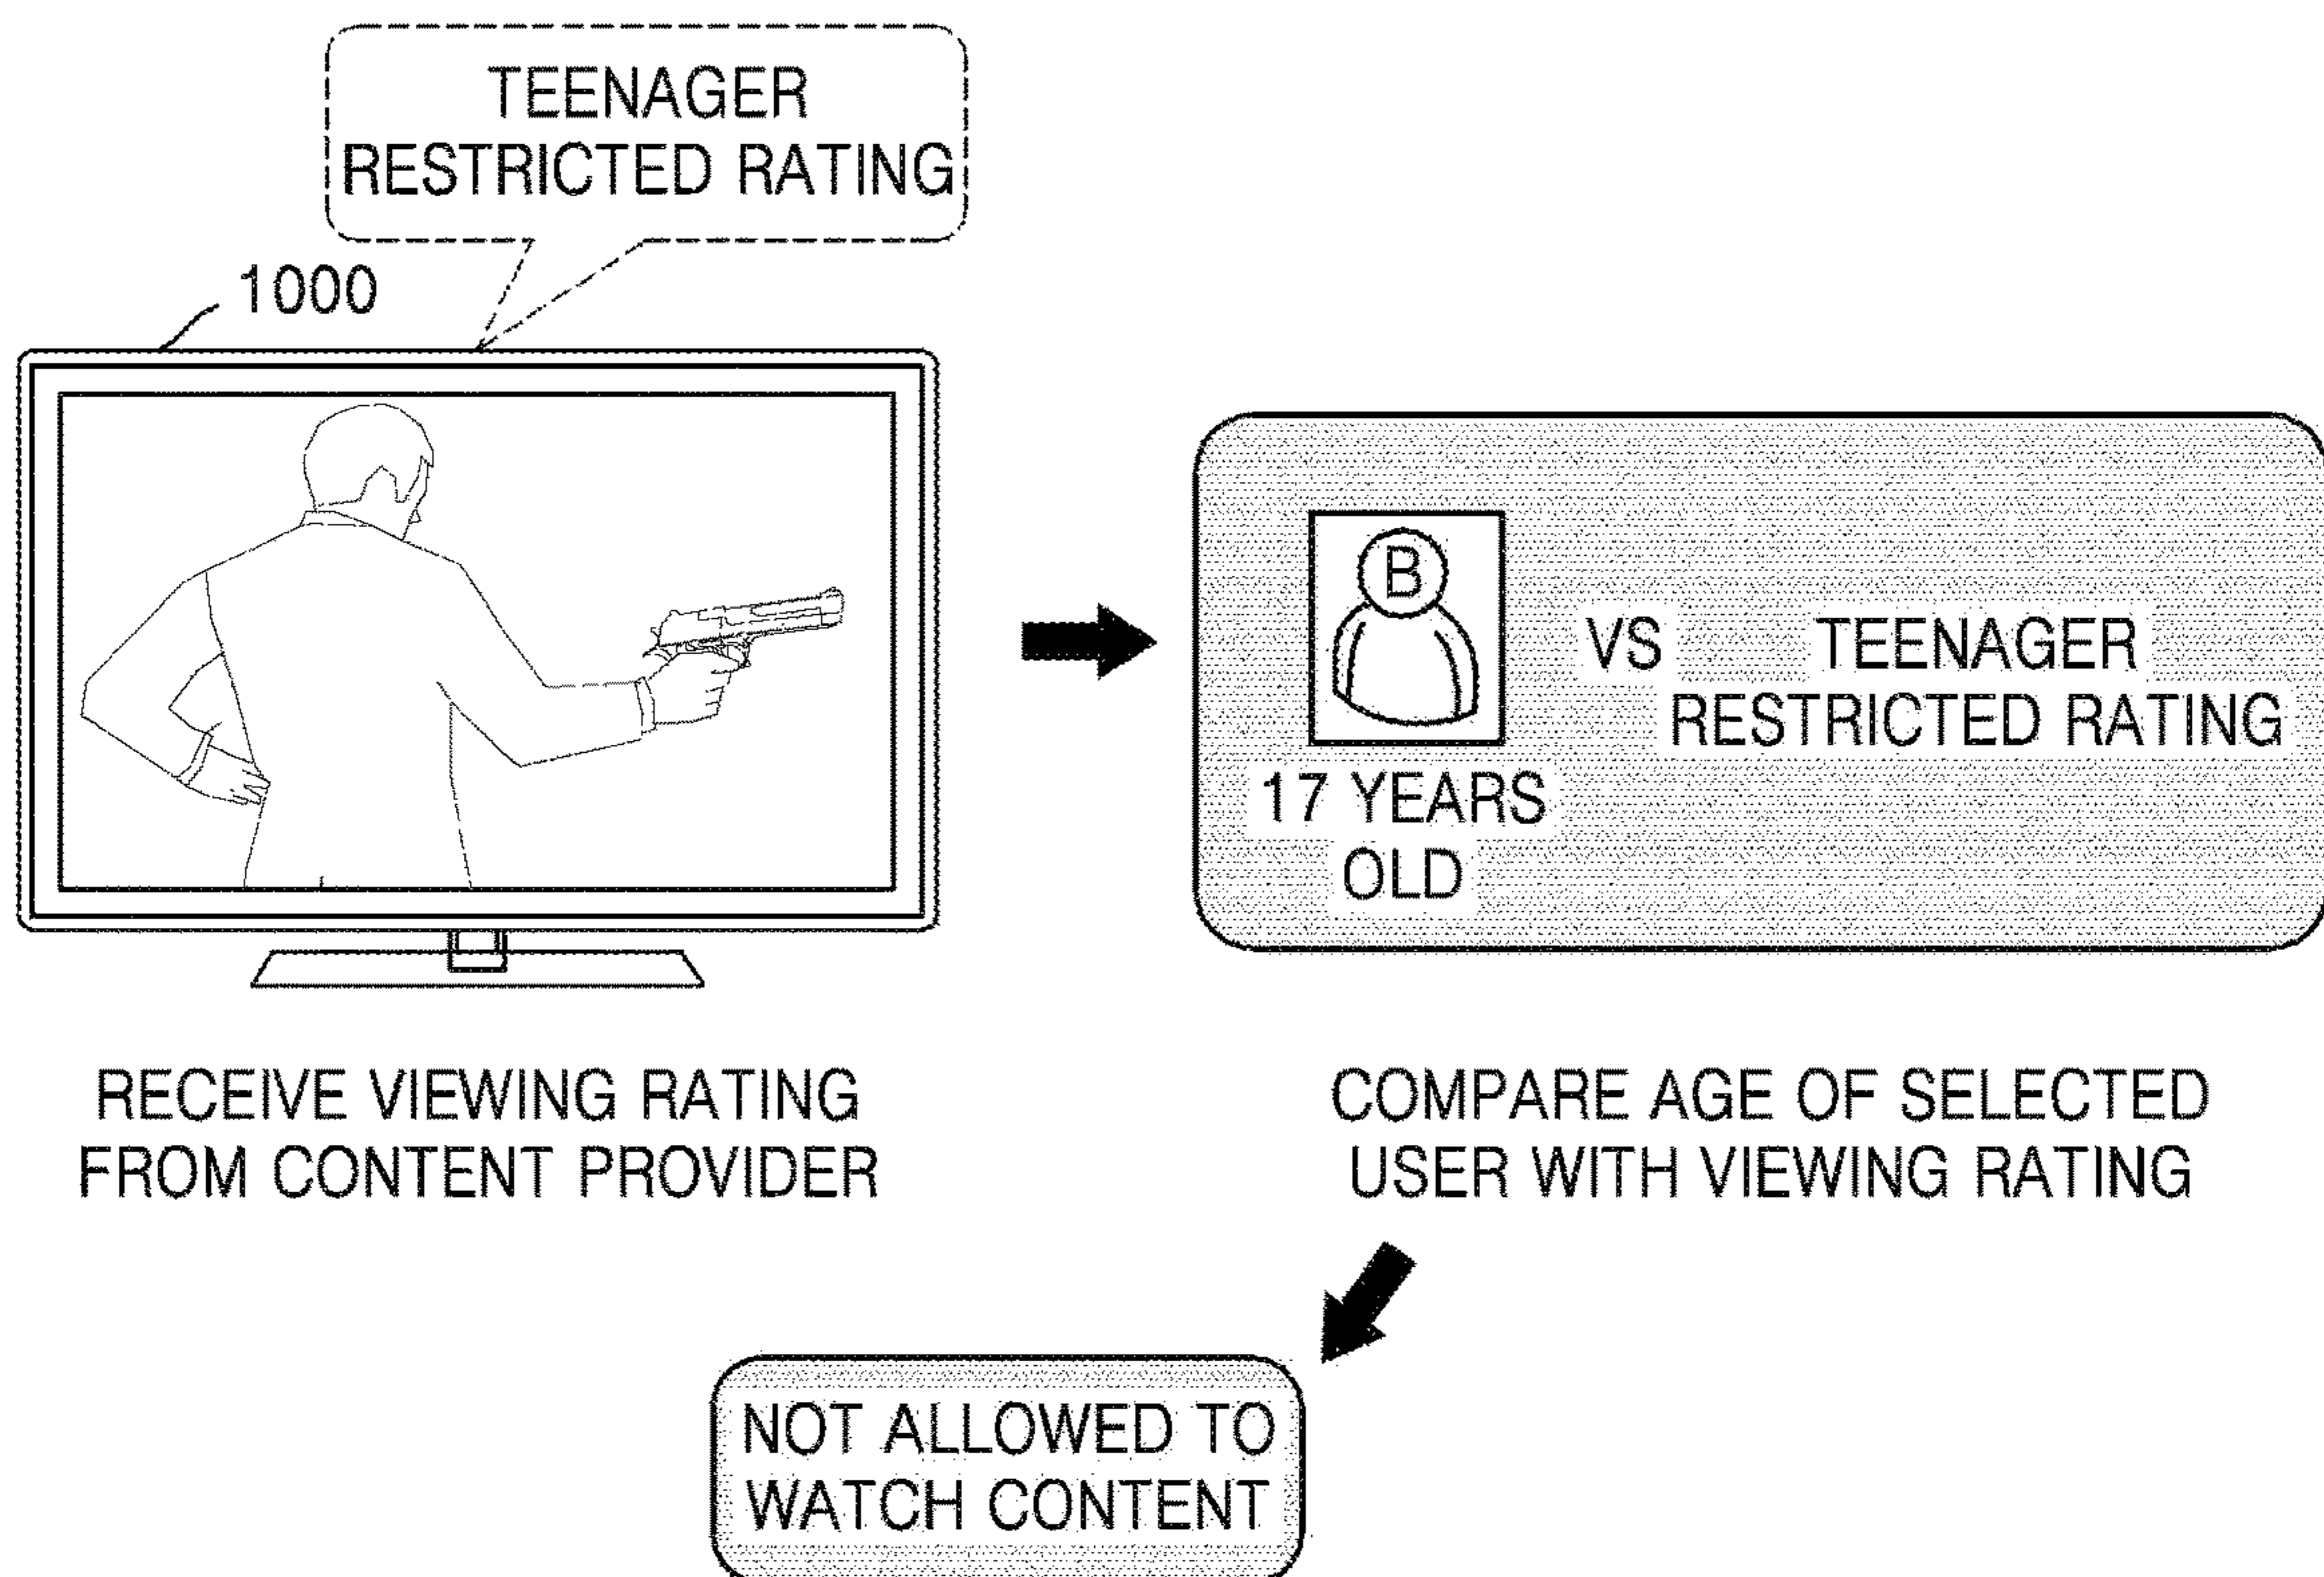 TEENAGER
RESTRICTED RATING
1000
B
VS
TEENAGER
RESTRICTED RATING
17 YEARS
OLD
RECEIVE VIEWING RATING
FROM CONTENT PROVIDER
COMPARE AGE OF SELECTED
USER WITH VIEWING RATING
NOT ALLOWED TO
WATCH CONTENT